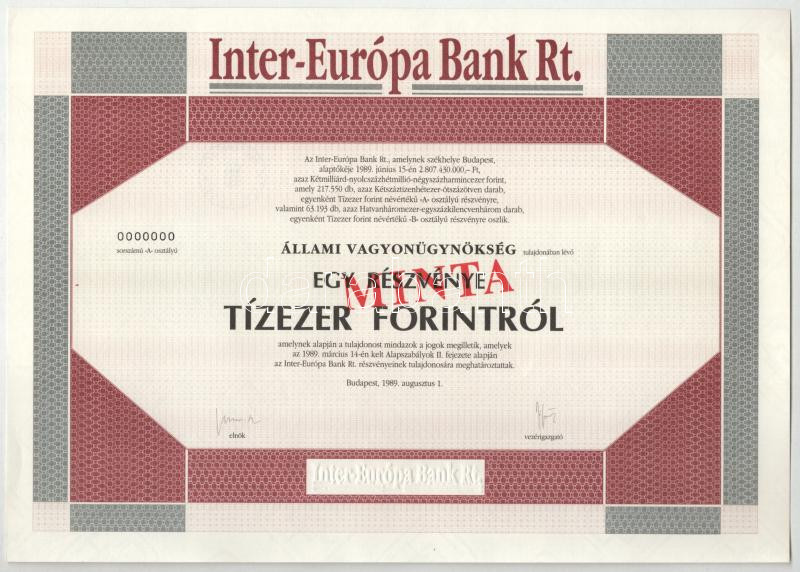 Inter-Európa Bank Rt.
Az Inter-Európa Bank Rt., amelynek székhelye Budapest,
alaptőkéje 1989. június 15-én 2.807.430.000,– Ft,
azaz Kétmilliárd-nyolcszázhétmillió-négyszázharmincezer forint,
amely 217.550 db, azaz Kétszáztizenhétezer-ötszázötven darab,
egyenként Tízezer forint névértékű «A» osztályú részvényre,
valamint 63.193 db, azaz Hatvanháromezer-egyszázkilencvenhárom darab,
egyenként Tízezer forint névértékű «B» osztályú részvényre oszlik.
0000000
sorszámú «A» osztályú
ÁLLAMI VAGYONÜGYNÖKSÉG tulajdonában lévő
EGY RÉSZVÉNYE
MINTA
TÍZEZER FORINTRÓL
amelynek alapján a tulajdonost mindazok a jogok megilletik, amelyek
az 1989. március 14-én kelt Alapszabályok II. fejezete alapján
az Inter-Európa Bank Rt. részvényeinek tulajdonosára meghatároztattak.
Budapest, 1989. augusztus 1.
elnök
vezérigazgató
Inter-Európa Bank Rt.